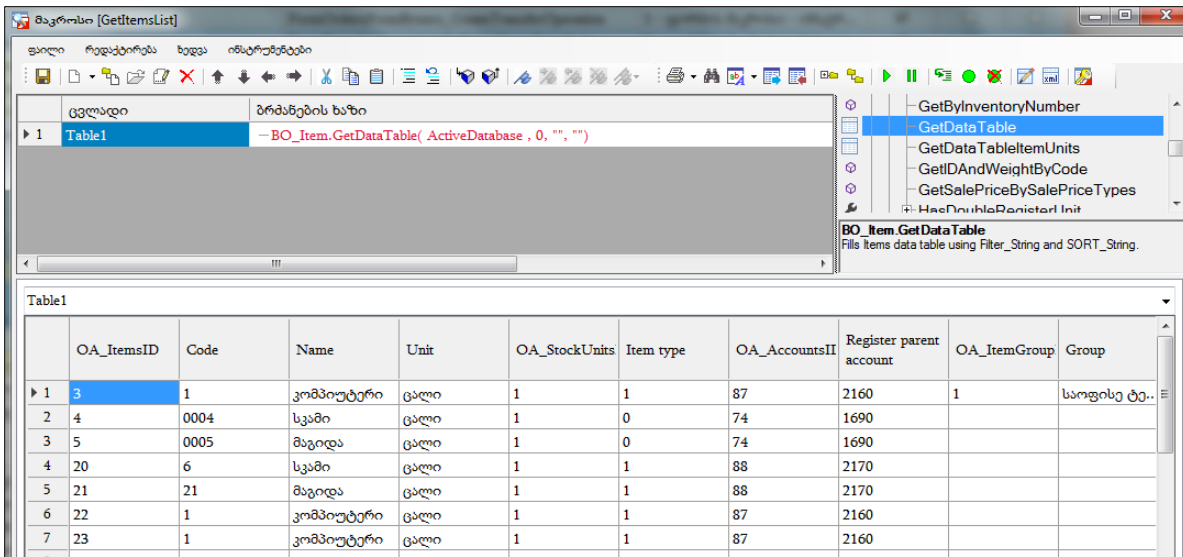 მაკროსი [GetItemsList]
ფაილი რედაქტირება ხედვა ინსტრუმენტები
ცვლადი ბრძანების ხაზი
1 Table1 BO_Item.GetDataTable( ActiveDatabase , 0, "", "")
GetByInventoryNumber
GetDataTable
GetDataTableItemUnits
GetIDAndWeightByCode
GetSalePriceBySalePriceTypes
HasDoubleRegisterUnit
BO_Item.GetDataTable
Fills Items data table using Filter_String and SORT_String.
Table1
OA_ItemsID Code Name Unit OA_StockUnits Item type OA_AccountsII Register parent account OA_ItemGroup Group
1 3 1 კომპიუტერი ცალი 1 1 87 2160 1 საოფისე ტე..
2 4 0004 სკამი ცალი 1 0 74 1690
3 5 0005 მაგიდა ცალი 1 0 74 1690
4 20 6 სკამი ცალი 1 1 88 2170
5 21 21 მაგიდა ცალი 1 1 88 2170
6 22 1 კომპიუტერი ცალი 1 1 87 2160
7 23 1 კომპიუტერი ცალი 1 1 87 2160